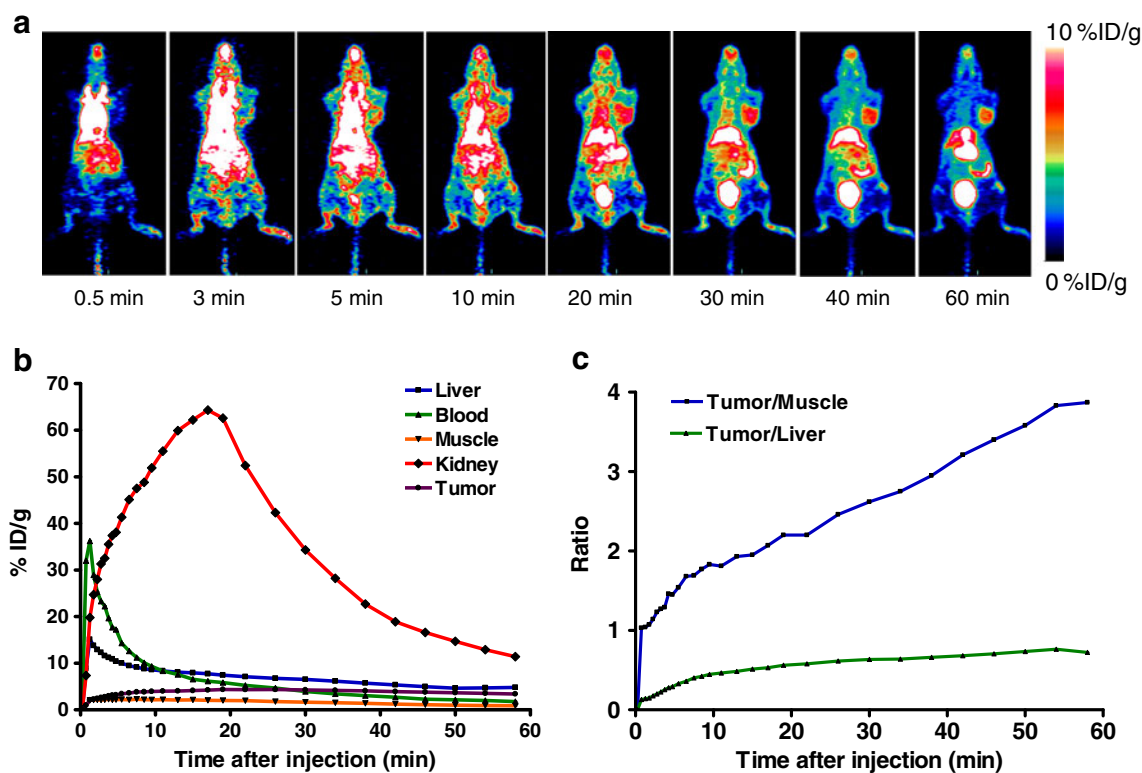 a
10 %ID/g
0 %ID/g
0.5 min 3 min 5 min 10 min 20 min 30 min 40 min 60 min
b
70
60
50
40
30
20
10
0
% ID/g
Liver
Blood
Muscle
Kidney
Tumor
0 10 20 30 40 50 60
Time after injection (min)
c
4
3
2
1
0
Ratio
Tumor/Muscle
Tumor/Liver
0 10 20 30 40 50 60
Time after injection (min)